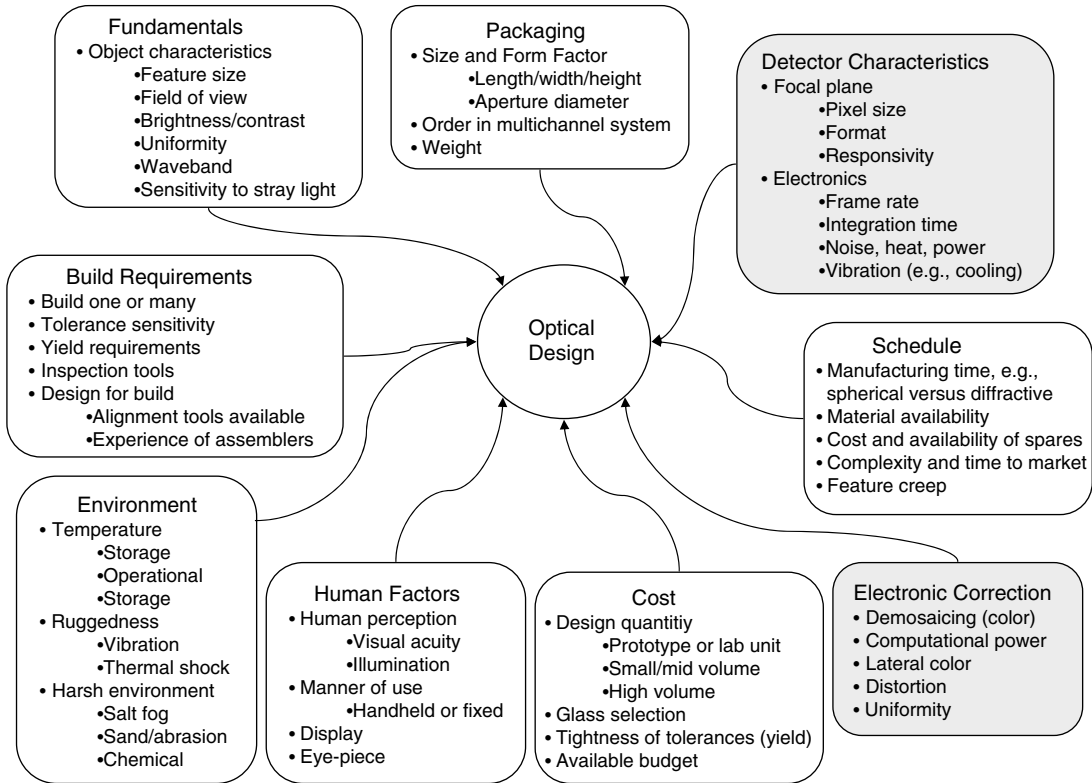 Fundamentals
• Object characteristics
•Feature size
•Field of view
•Brightness/contrast
•Uniformity
•Waveband
•Sensitivity to stray light
Packaging
• Size and Form Factor
•Length/width/height
•Aperture diameter
• Order in multichannel system
• Weight
Detector Characteristics
• Focal plane
•Pixel size
•Format
•Responsivity
• Electronics
•Frame rate
•Integration time
•Noise, heat, power
•Vibration (e.g., cooling)
Build Requirements
• Build one or many
• Tolerance sensitivity
• Yield requirements
• Inspection tools
• Design for build
•Alignment tools available
•Experience of assemblers
Optical
Design
Schedule
• Manufacturing time, e.g.,
spherical versus diffractive
• Material availability
• Cost and availability of spares
• Complexity and time to market
• Feature creep
Environment
• Temperature
•Storage
•Operational
•Storage
• Ruggedness
•Vibration
•Thermal shock
• Harsh environment
•Salt fog
•Sand/abrasion
•Chemical
Human Factors
• Human perception
•Visual acuity
•Illumination
• Manner of use
•Handheld or fixed
• Display
• Eye-piece
Cost
• Design quantitiy
•Prototype or lab unit
•Small/mid volume
•High volume
• Glass selection
• Tightness of tolerances (yield)
• Available budget
Electronic Correction
• Demosaicing (color)
• Computational power
• Lateral color
• Distortion
• Uniformity